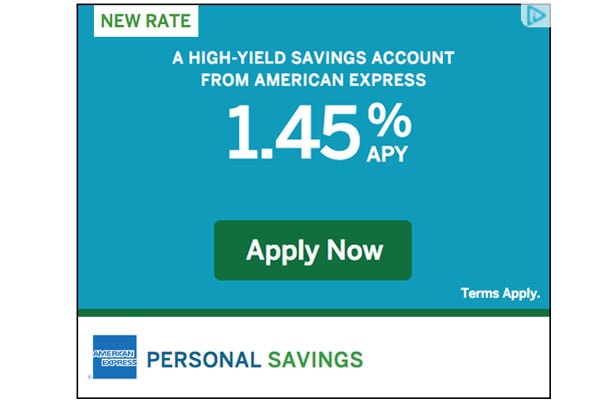 NEW RATE
A HIGH-YIELD SAVINGS ACCOUNT
FROM AMERICAN EXPRESS
1.45% APY
Apply Now
Terms Apply.
AMERICAN
EXPRESS
PERSONAL SAVINGS